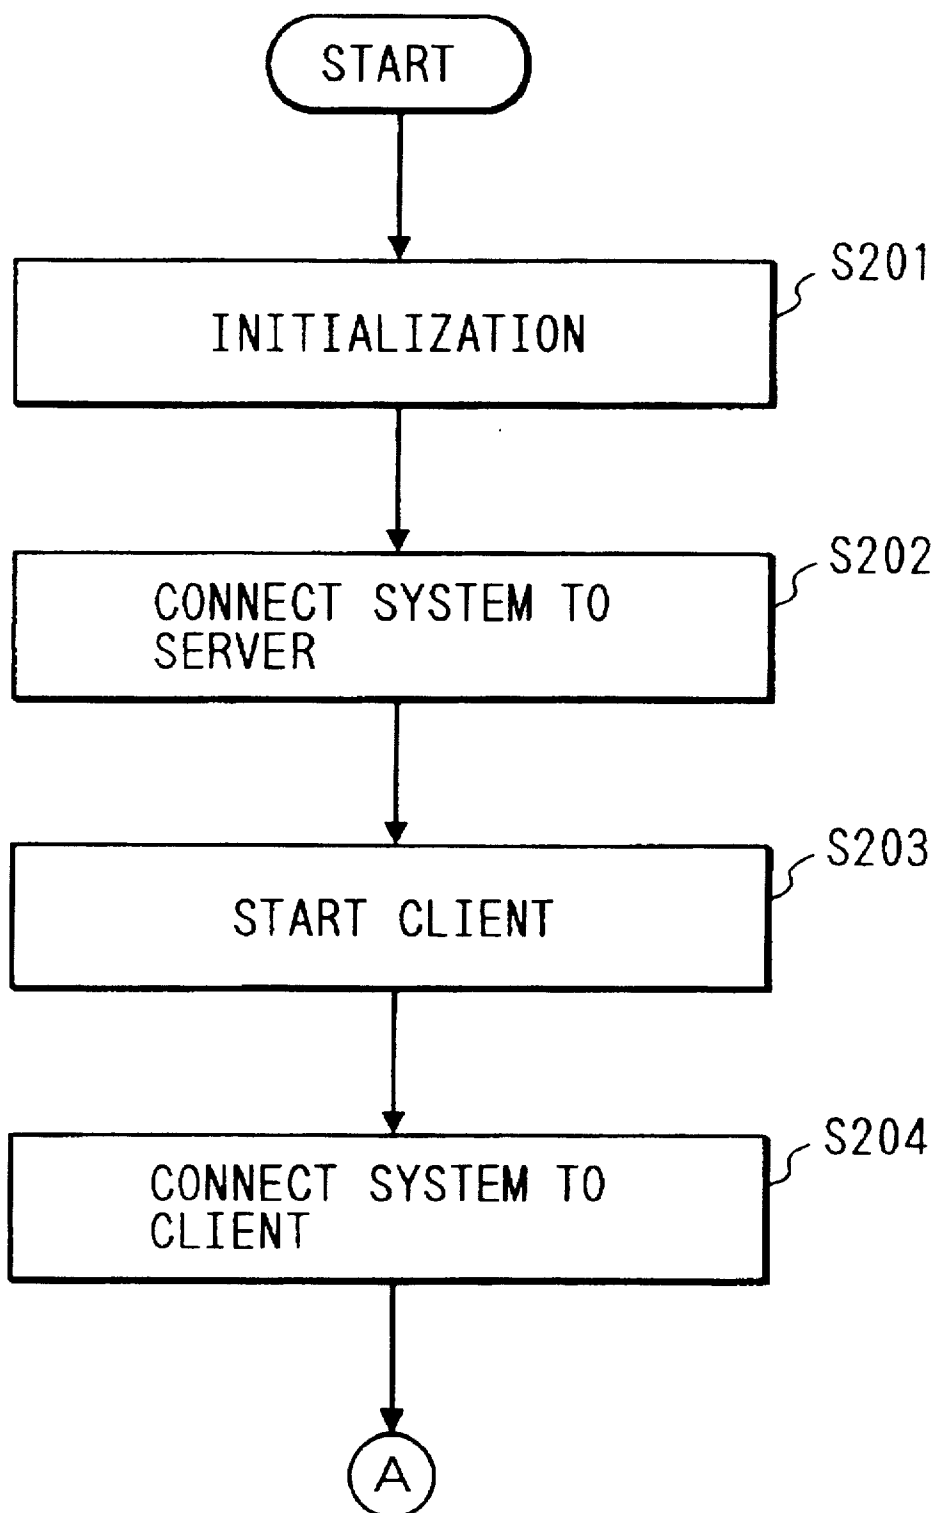 START
S201
INITIALIZATION
S202
CONNECT SYSTEM TO
SERVER
S203
START CLIENT
S204
CONNECT SYSTEM TO
CLIENT
A